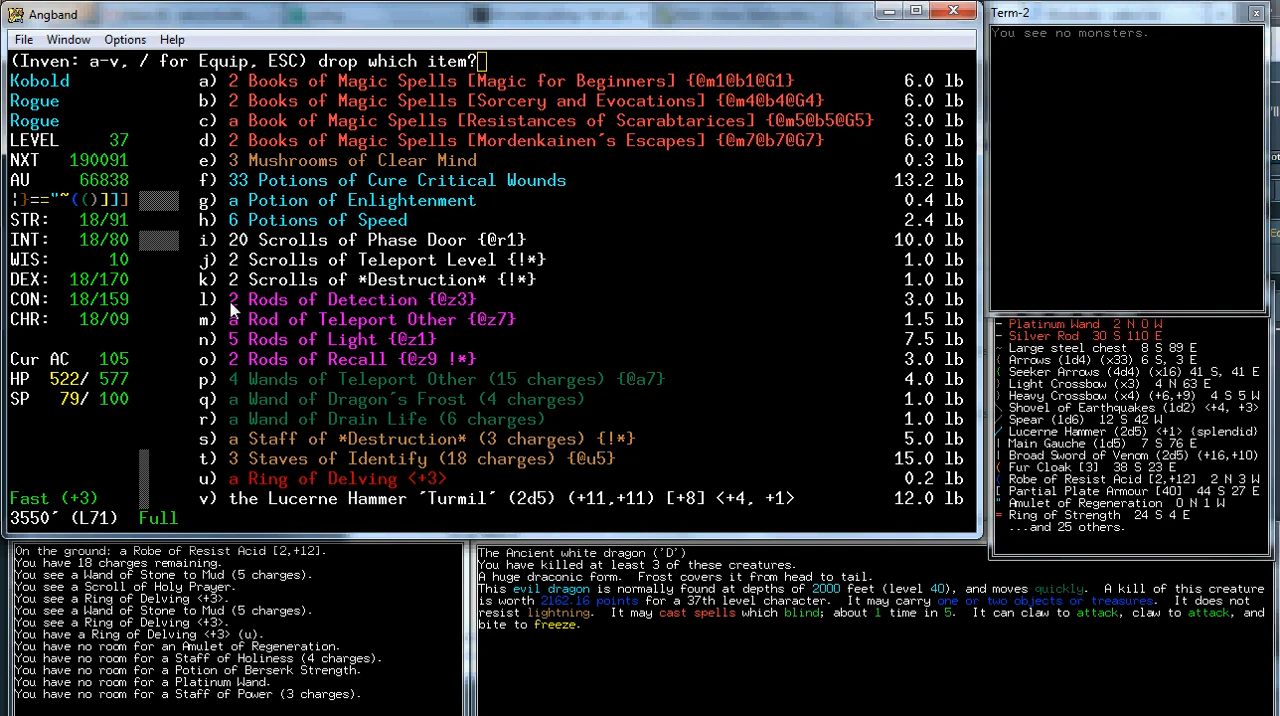 Angband
File Window Options Help
(Inven: a-v, / for Equip, ESC) drop which item?
Kobold a) 2 Books of Magic Spells [Magic for Beginners] {@m1@b1@G1} 6.0 lb
Rogue b) 2 Books of Magic Spells [Sorcery and Evocations] {@m4@b4@G4} 6.0 lb
Rogue c) a Book of Magic Spells [Resistances of Scarabtarices] {@m5@b5@G5} 3.0 lb
LEVEL 37 d) 2 Books of Magic Spells [Mordenkainen´s Escapes] {@m7@b7@G7} 6.0 lb
NXT 190091 e) 3 Mushrooms of Clear Mind 0.3 lb
AU 66838 f) 33 Potions of Cure Critical Wounds 13.2 lb
¦}=="~(()]]] g) a Potion of Enlightenment 0.4 lb
STR: 18/91 h) 6 Potions of Speed 2.4 lb
INT: 18/80 i) 20 Scrolls of Phase Door {@r1} 10.0 lb
WIS: 10 j) 2 Scrolls of Teleport Level {!*} 1.0 lb
DEX: 18/170 k) 2 Scrolls of *Destruction* {!*} 1.0 lb
CON: 18/159 l) 2 Rods of Detection {@z3} 3.0 lb
CHR: 18/09 m) a Rod of Teleport Other {@z7} 1.5 lb
n) 5 Rods of Light {@z1} 7.5 lb
Cur AC 105 o) 2 Rods of Recall {@z9 !*} 3.0 lb
HP 522/ 577 p) 4 Wands of Teleport Other (15 charges) {@a7} 4.0 lb
SP 79/ 100 q) a Wand of Dragon´s Frost (4 charges) 1.0 lb
r) a Wand of Drain Life (6 charges) 1.0 lb
s) a Staff of *Destruction* (3 charges) {!*} 5.0 lb
t) 3 Staves of Identify (18 charges) {@u5} 15.0 lb
u) a Ring of Delving <+3> 0.2 lb
Fast (+3) v) the Lucerne Hammer ´Turmil´ (2d5) (+11,+11) [+8] <+4, +1> 12.0 lb
3550´ (L71) Full
Term-2
You see no monsters.
- Platinum Wand 2 N 0 W
- Silver Rod 30 S 110 E
~ Large steel chest 8 S 89 E
{ Arrows (1d4) (x33) 6 S, 3 E
{ Seeker Arrows (4d4) (x16) 41 S, 41 E
} Light Crossbow (x3) 4 N 63 E
} Heavy Crossbow (x4) (+6,+9) 4 S 5 W
\ Shovel of Earthquakes (1d2) <+4, +3>
/ Spear (1d6) 12 S 42 W
/ Lucerne Hammer (2d5) <+1> (splendid)
| Main Gauche (1d5) 7 S 76 E
| Broad Sword of Venom (2d5) (+16,+10)
( Fur Cloak [3] 38 S 23 E
( Robe of Resist Acid [2,+12] 2 N 3 W
[ Partial Plate Armour [40] 44 S 27 E
" Amulet of Regeneration 0 N 1 W
= Ring of Strength 24 S 4 E
...and 25 others.
On the ground: a Robe of Resist Acid [2,+12].
You have 18 charges remaining.
You see a Wand of Stone to Mud (5 charges).
You see a Scroll of Holy Prayer.
You see a Ring of Delving <+3>.
You see a Wand of Stone to Mud (5 charges).
You see a Ring of Delving <+3>.
You have a Ring of Delving <+3> (u).
You have no room for an Amulet of Regeneration.
You have no room for a Staff of Holiness (4 charges).
You have no room for a Potion of Berserk Strength.
You have no room for a Platinum Wand.
You have no room for a Staff of Power (3 charges).
The Ancient white dragon ('D')
You have killed at least 3 of these creatures.
A huge draconic form. Frost covers it from head to tail.
This evil dragon is normally found at depths of 2000 feet (level 40), and moves quickly. A kill of this creature
is worth 2162.16 points for a 37th level character. It may carry one or two objects or treasures. It does not
resist lightning. It may cast spells which blind; about 1 time in 5. It can claw to attack, claw to attack, and
bite to freeze.